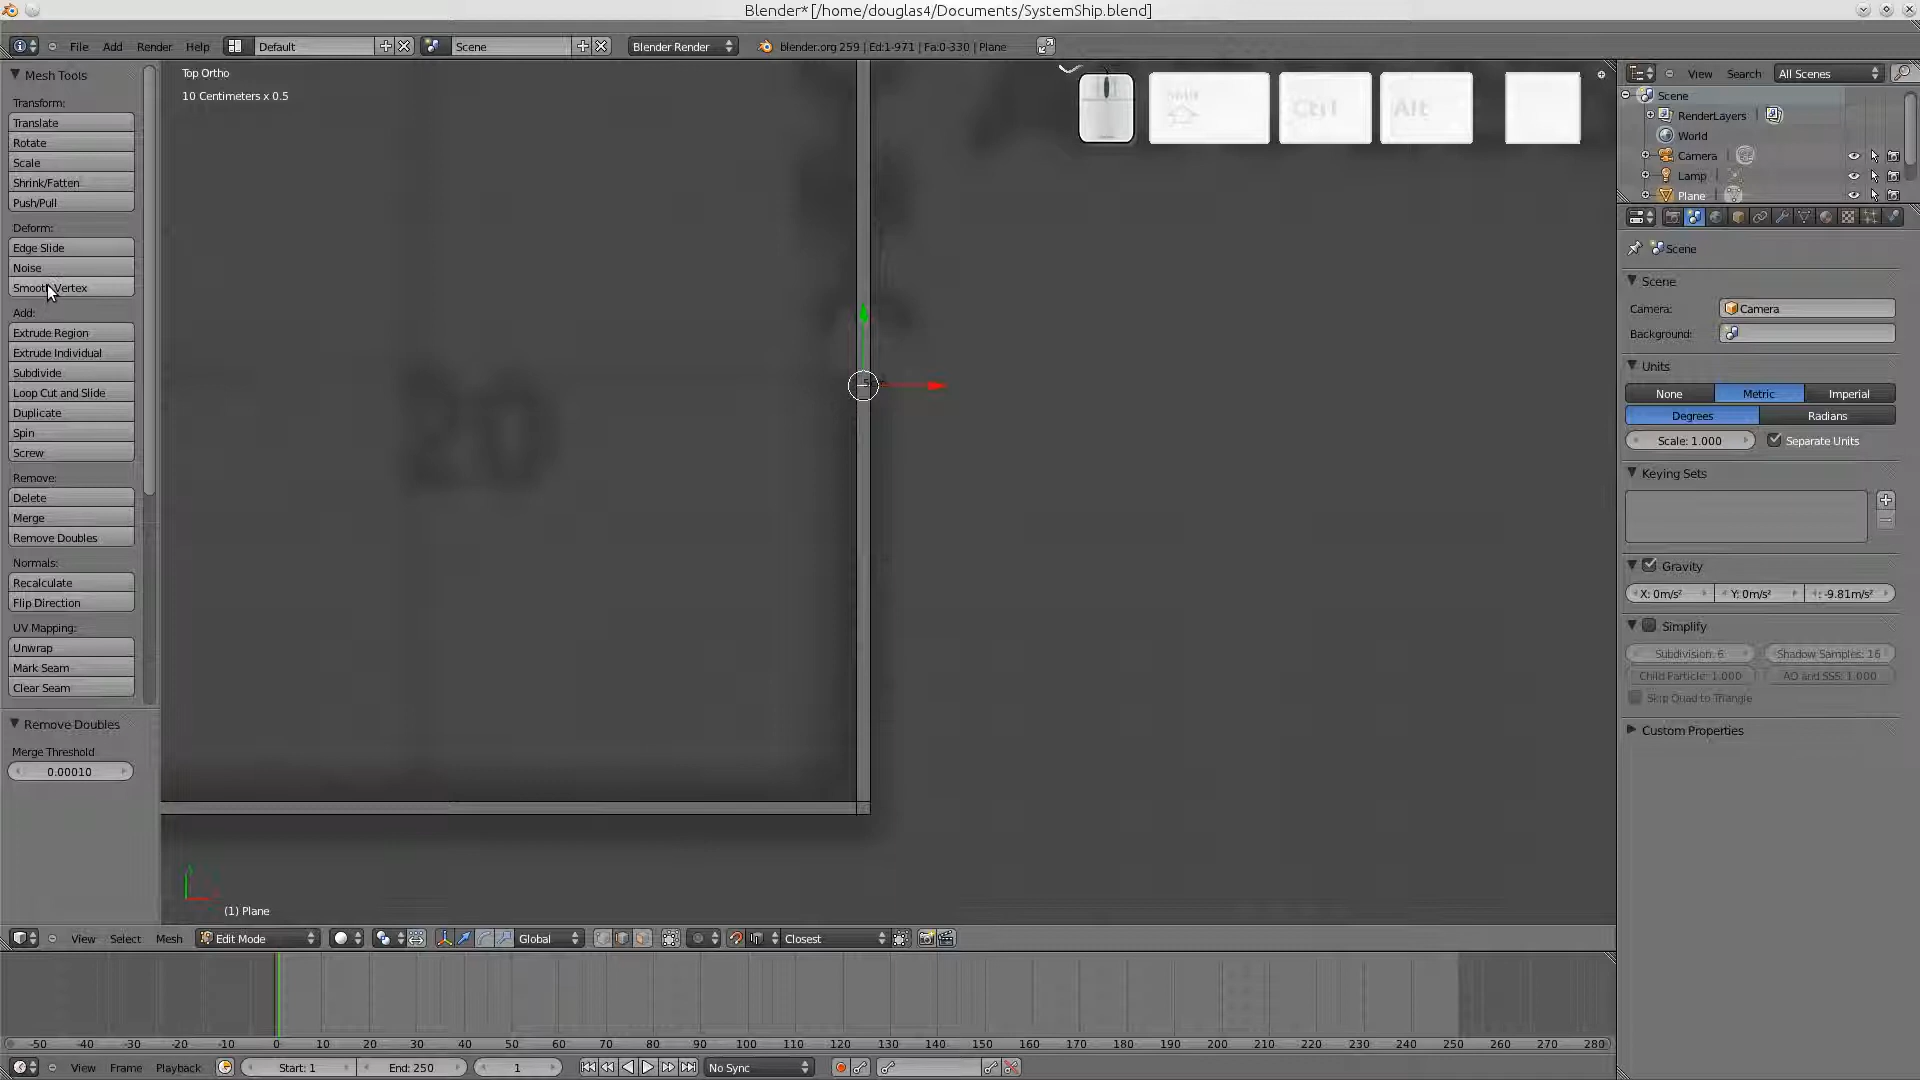 Blender* [/home/douglas4/Documents/SystemShip.blend]
File Add Render Help Default Scene Blender Render blender.org 259 | Ed:1-971 | Fa:0-330 | Plane
Mesh Tools
Transform:
Translate
Rotate
Scale
Shrink/Fatten
Push/Pull
Deform:
Edge Slide
Noise
Smooth Vertex
Add:
Extrude Region
Extrude Individual
Subdivide
Loop Cut and Slide
Duplicate
Spin
Screw
Remove:
Delete
Merge
Remove Doubles
Normals:
Recalculate
Flip Direction
UV Mapping:
Unwrap
Mark Seam
Clear Seam
Remove Doubles
Merge Threshold
0.00010
Top Ortho
10 Centimeters x 0.5
Shift Ctrl Alt
20
(1) Plane
View Select Mesh Edit Mode Global Closest
-50 -40 -30 -20 -10 0 10 20 30 40 50 60 70 80 90 100 110 120 130 140 150 160 170 180 190 200 210 220 230 240 250 260 270 280
View Frame Playback Start: 1 End: 250 1 No Sync
View Search All Scenes
Scene
RenderLayers
World
Camera
Lamp
Plane
Scene
Scene
Camera: Camera
Background:
Units
None Metric Imperial
Degrees Radians
Scale: 1.000 Separate Units
Keying Sets
Gravity
X: 0m/s² Y: 0m/s² : -9.81m/s²
Simplify
Subdivision: 6 Shadow Samples: 16
Child Particle: 1.000 AO and SSS: 1.000
Skip Quad to Triangle
Custom Properties